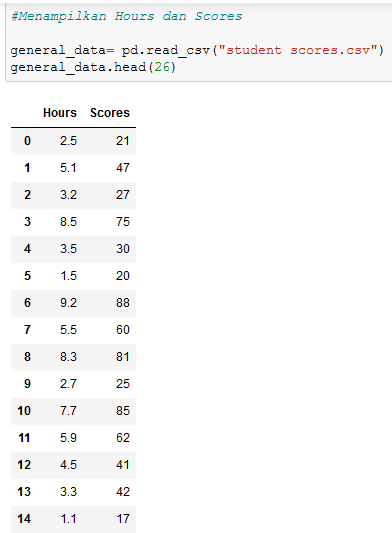 #Menampilkan Hours dan Scores
general_data= pd.read_csv("student scores.csv")
general_data.head(26)
Hours Scores
0 2.5 21
1 5.1 47
2 3.2 27
3 8.5 75
4 3.5 30
5 1.5 20
6 9.2 88
7 5.5 60
8 8.3 81
9 2.7 25
10 7.7 85
11 5.9 62
12 4.5 41
13 3.3 42
14 1.1 17